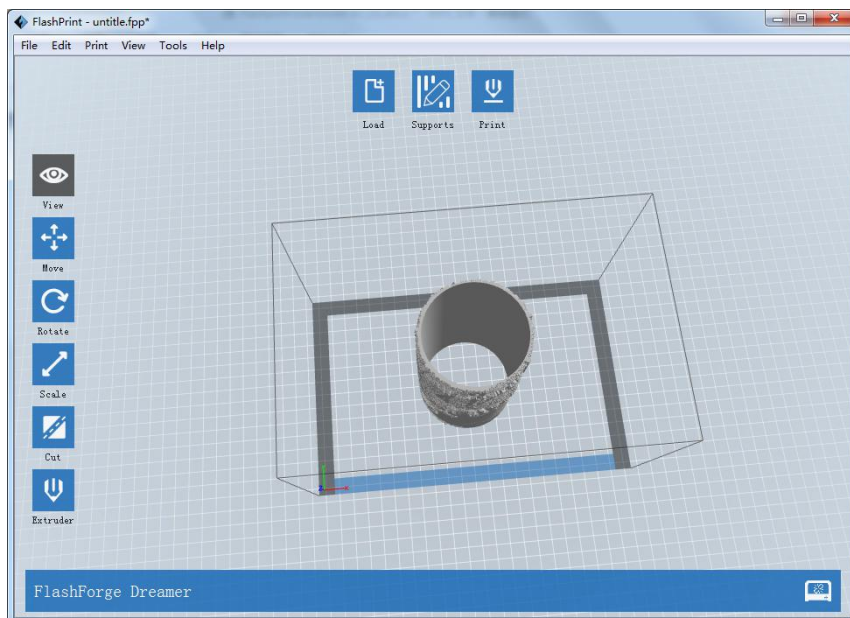 FlashPrint - untitle.fpp*
File Edit Print View Tools Help
Load Supports Print
View
Move
Rotate
Scale
Cut
Extruder
FlashForge Dreamer